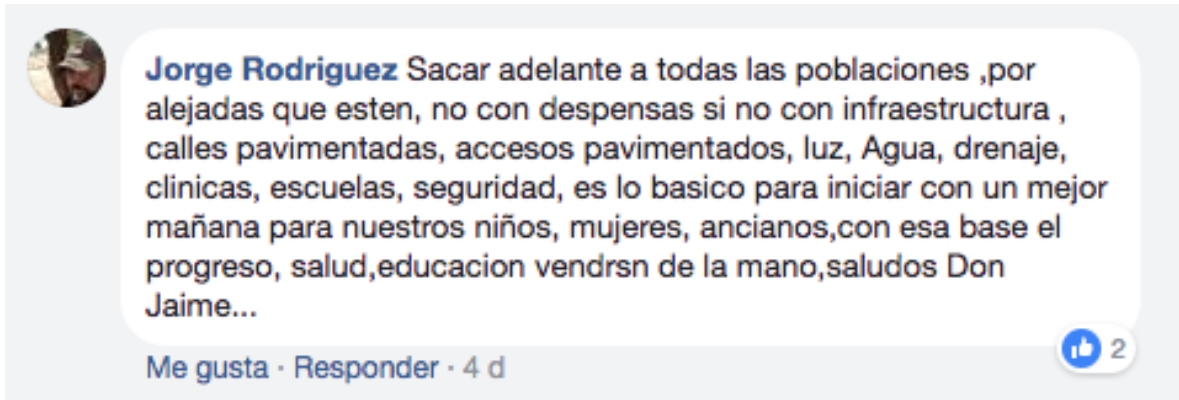 Jorge Rodriguez Sacar adelante a todas las poblaciones ,por
alejadas que esten, no con despensas si no con infraestructura ,
calles pavimentadas, accesos pavimentados, luz, Agua, drenaje,
clinicas, escuelas, seguridad, es lo basico para iniciar con un mejor
mañana para nuestros niños, mujeres, ancianos,con esa base el
progreso, salud,educacion vendrsn de la mano,saludos Don
Jaime...
2
Me gusta · Responder · 4 d